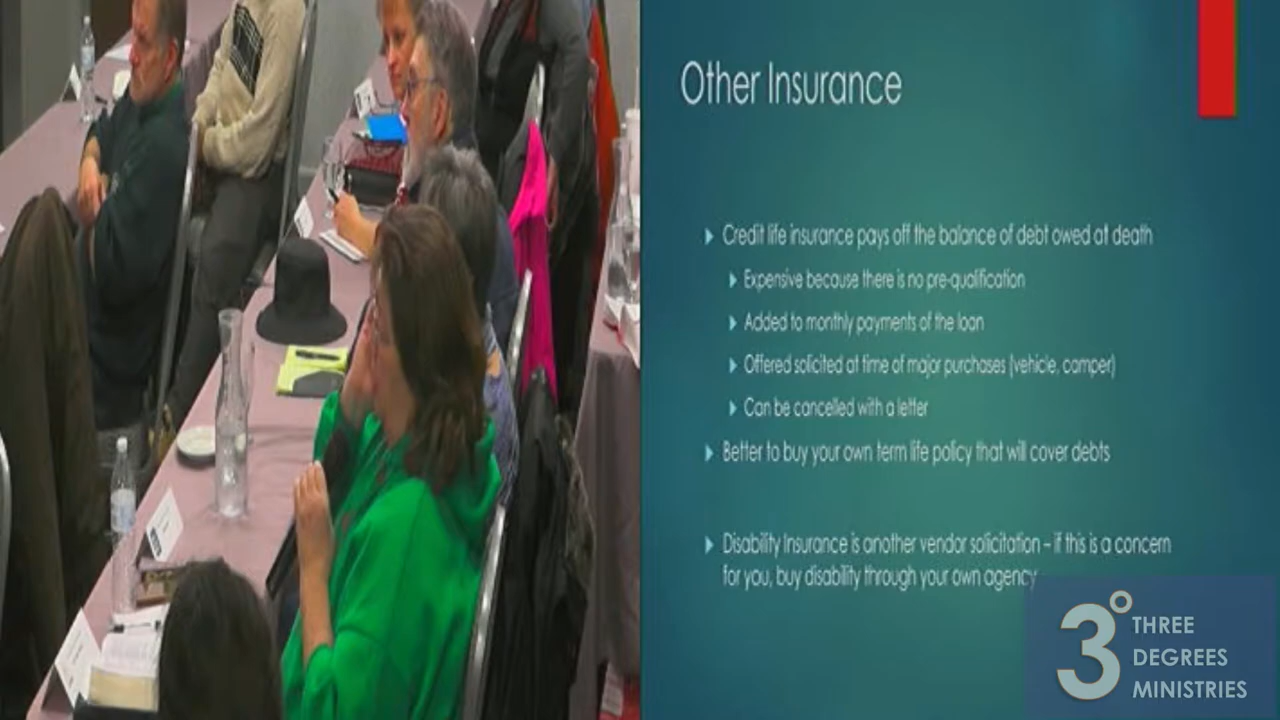 Other Insurance
Credit life insurance pays off the balance of debt owed at death
Expensive because there is no pre-qualification
Added to monthly payments of the loan
Offered solicited at time of major purchases (vehicle, camper)
Can be cancelled with a letter
Better to buy your own term life policy that will cover debts
Disability Insurance is another vendor solicitation – if this is a concern
for you, buy disability through your own agency
3° THREE
DEGREES
MINISTRIES